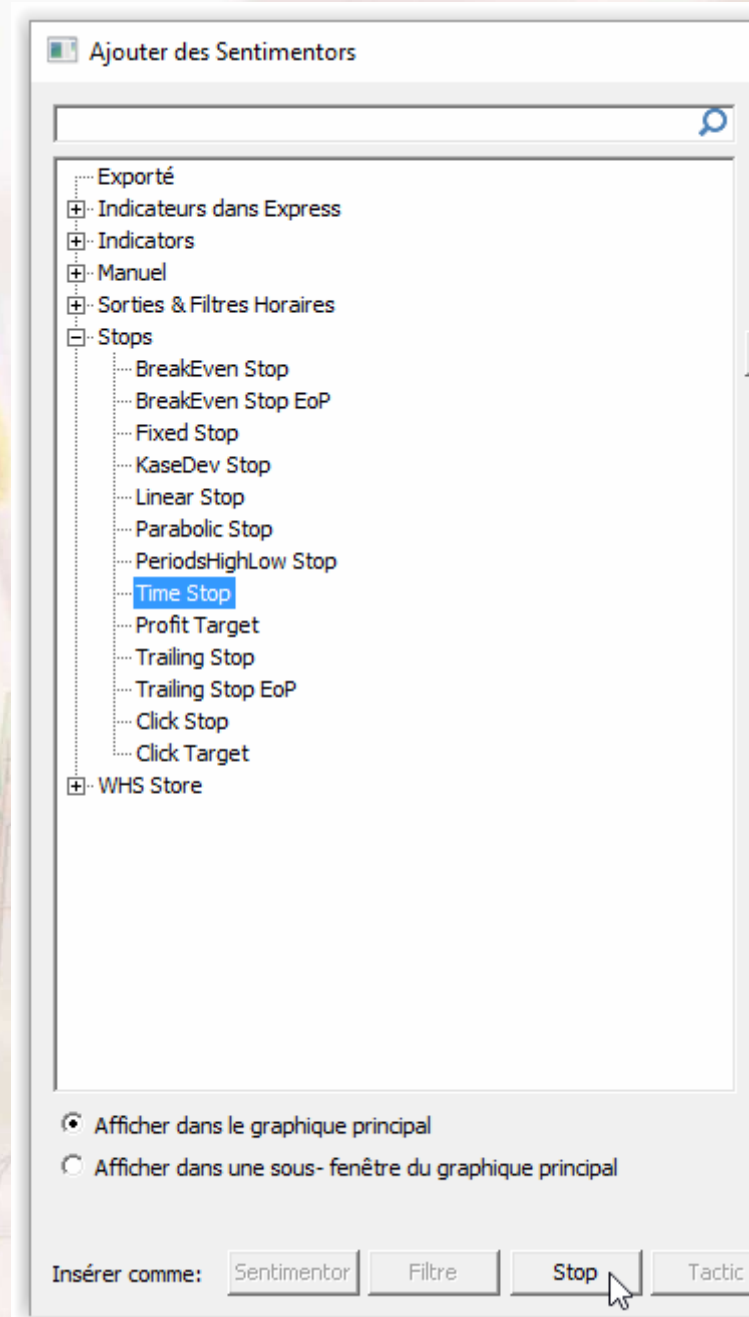 Ajouter des Sentimentors
Exporté
Indicateurs dans Express
Indicators
Manuel
Sorties & Filtres Horaires
Stops
BreakEven Stop
BreakEven Stop EoP
Fixed Stop
KaseDev Stop
Linear Stop
Parabolic Stop
PeriodsHighLow Stop
Time Stop
Profit Target
Trailing Stop
Trailing Stop EoP
Click Stop
Click Target
WHS Store
Afficher dans le graphique principal
Afficher dans une sous- fenêtre du graphique principal
Insérer comme: Sentimentor Filtre Stop Tactic